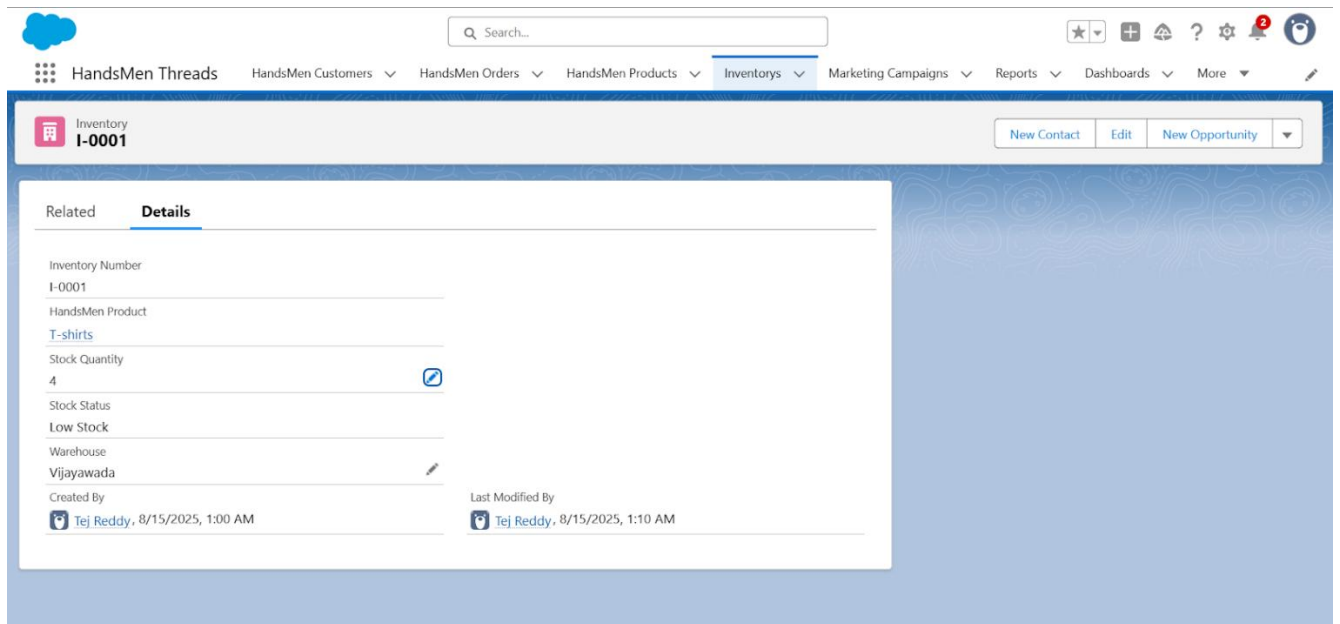 Search...
2
HandsMen Threads HandsMen Customers HandsMen Orders HandsMen Products Inventorys Marketing Campaigns Reports Dashboards More
Inventory
I-0001
New Contact Edit New Opportunity
Related Details
Inventory Number
I-0001
HandsMen Product
T-shirts
Stock Quantity
4
Stock Status
Low Stock
Warehouse
Vijayawada
Created By Last Modified By
Tej Reddy, 8/15/2025, 1:00 AM Tej Reddy, 8/15/2025, 1:10 AM